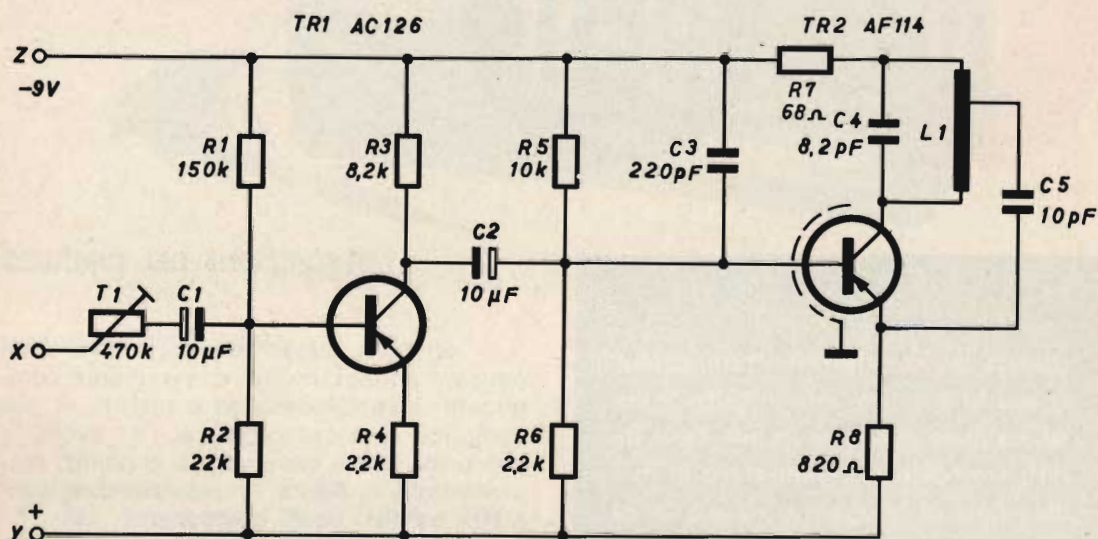 TR1 AC126
TR2 AF114
Z
-9V
R1
150k
R3
8,2k
R5
10k
C3
220pF
R7
68Ω
C4
8,2pF
L1
C5
10pF
C2
10µF
T1
470k
C1
10µF
X
R2
22k
R4
2,2k
R6
2,2k
R8
820Ω
+
Y